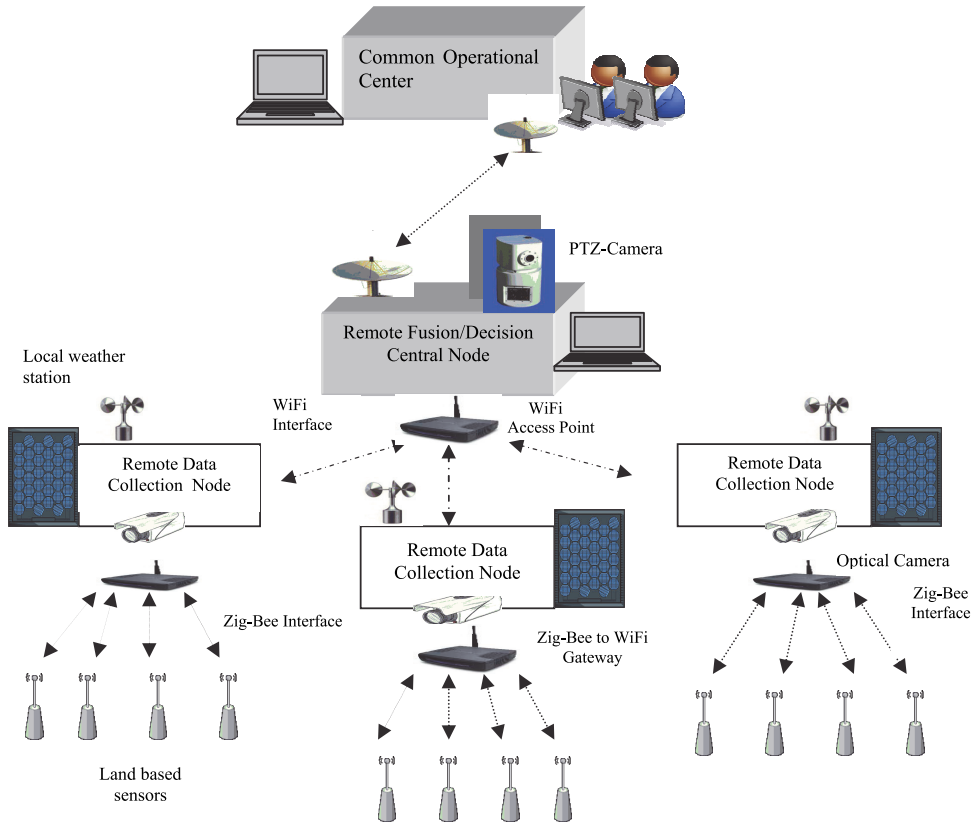 Common Operational
Center
PTZ-Camera
Remote Fusion/Decision
Central Node
Local weather
station
WiFi
Interface
WiFi
Access Point
Remote Data
Collection Node
Remote Data
Collection Node
Remote Data
Collection Node
Optical Camera
Zig-Bee Interface
Zig-Bee to WiFi
Gateway
Zig-Bee
Interface
Land based
sensors